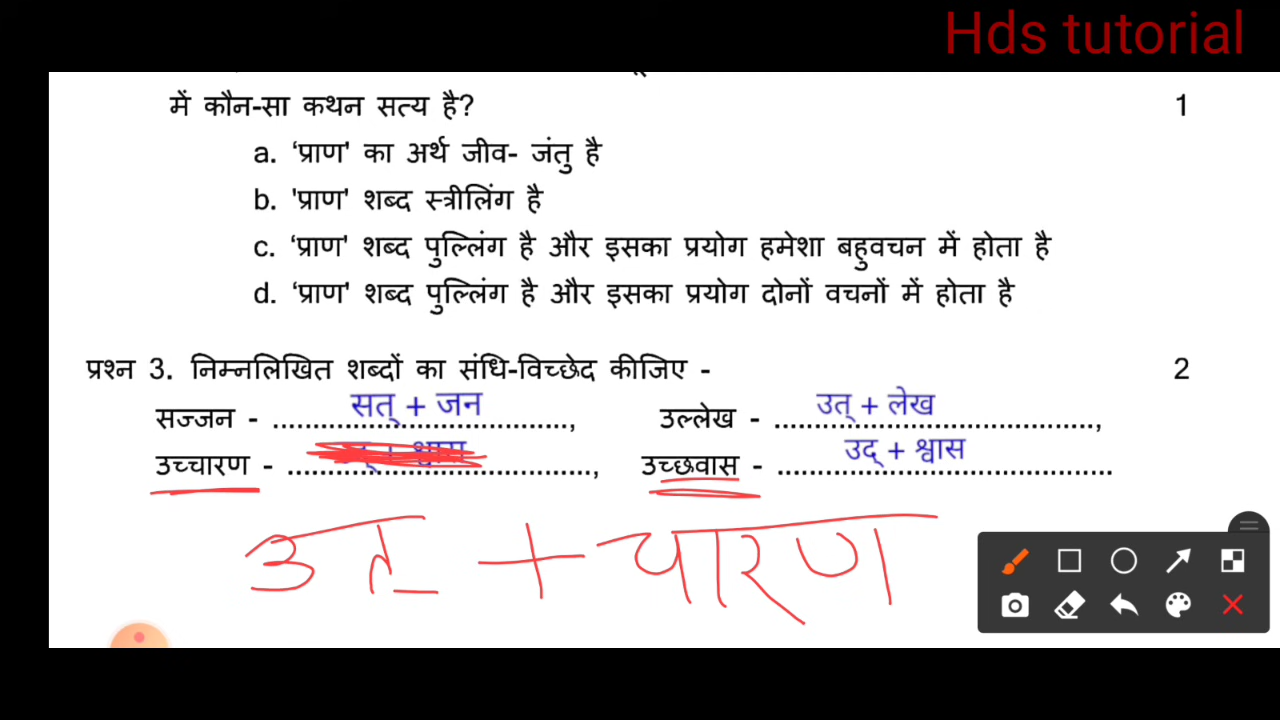 Hds tutorial
में कौन-सा कथन सत्य है? 1
a. 'प्राण' का अर्थ जीव- जंतु है
b. 'प्राण' शब्द स्त्रीलिंग है
c. 'प्राण' शब्द पुल्लिंग है और इसका प्रयोग हमेशा बहुवचन में होता है
d. 'प्राण' शब्द पुल्लिंग है और इसका प्रयोग दोनों वचनों में होता है
प्रश्न 3. निम्नलिखित शब्दों का संधि-विच्छेद कीजिए - 2
सज्जन - सत् + जन ....................................., उल्लेख - उत् + लेख .........................................,
उच्चारण - + श्वास ......................................., उच्छवास - उद् + श्वास ...........................................
उत् + चारण